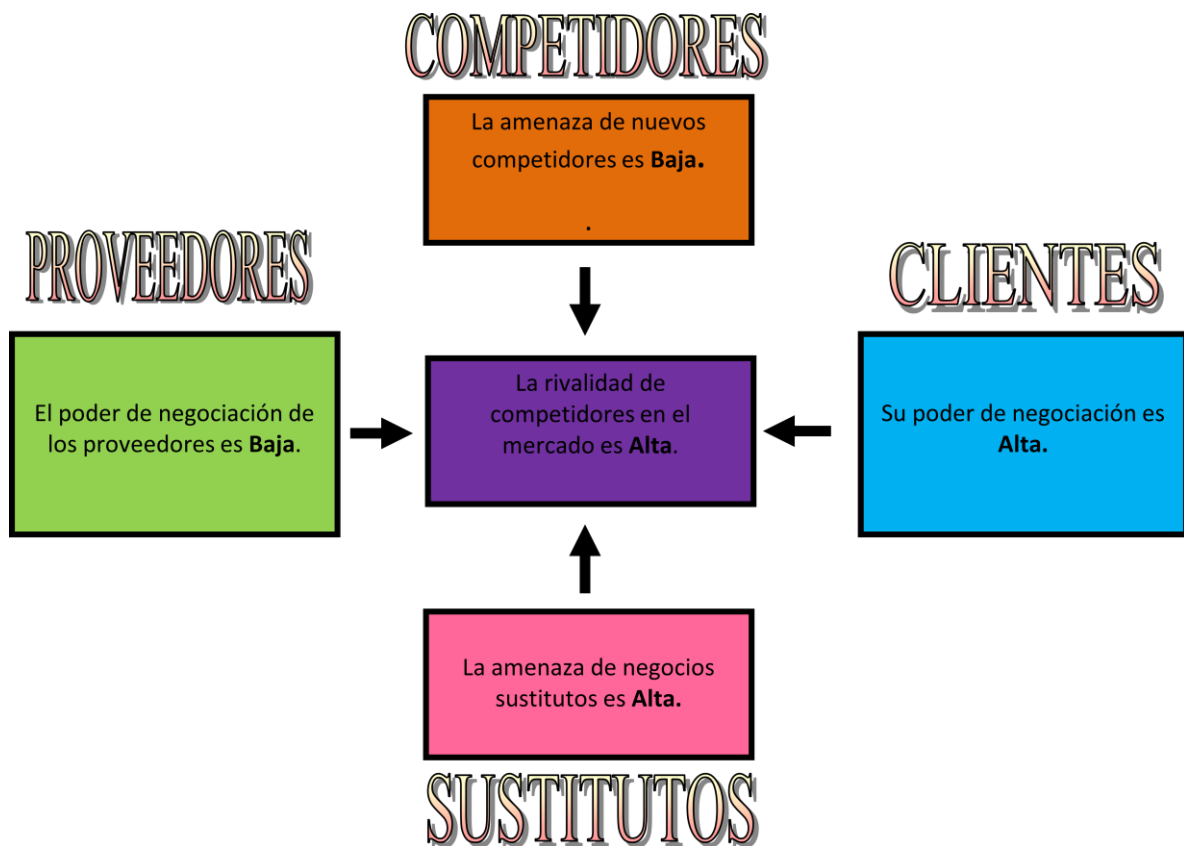 COMPETIDORES
La amenaza de nuevos
competidores es Baja.
.
PROVEEDORES
El poder de negociación de
los proveedores es Baja.
La rivalidad de
competidores en el
mercado es Alta.
CLIENTES
Su poder de negociación es
Alta.
La amenaza de negocios
sustitutos es Alta.
SUSTITUTOS